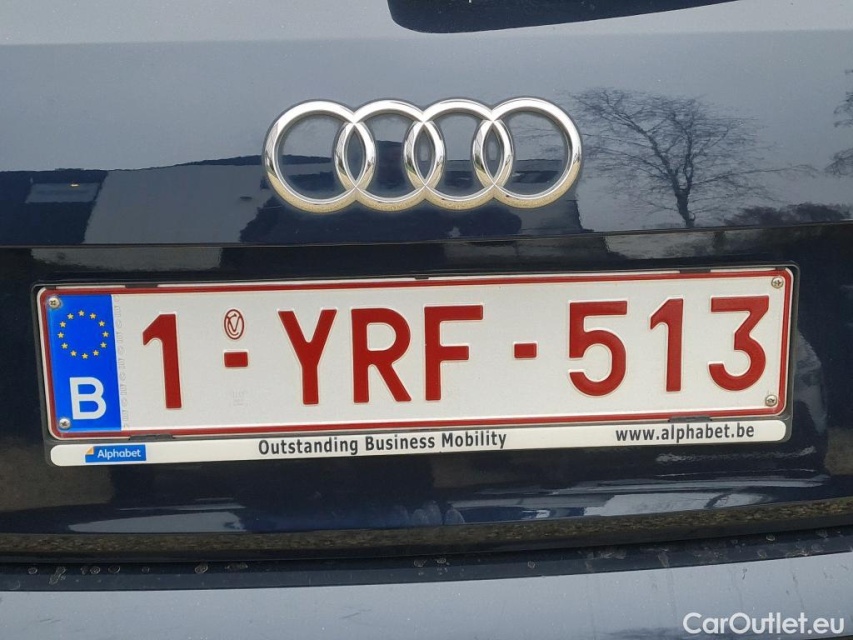 1-YRF-513
B
Alphabet Outstanding Business Mobility www.alphabet.be
CarOutlet.eu